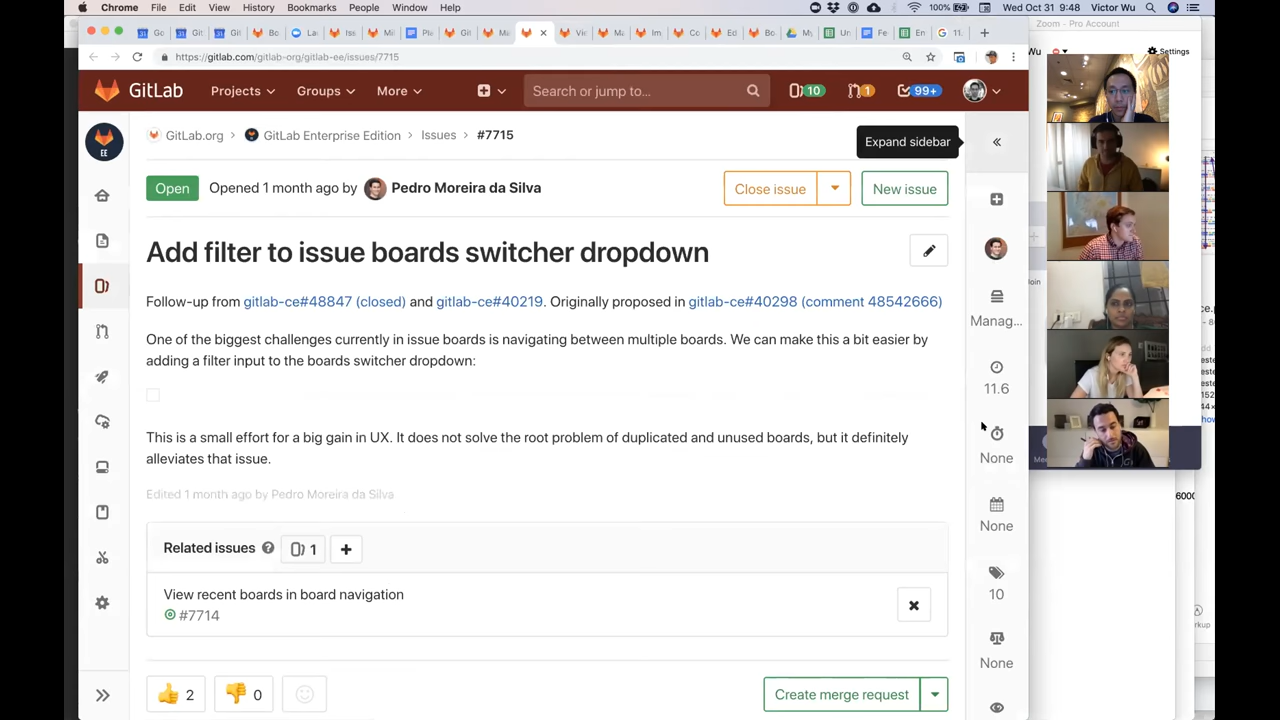 Chrome File Edit View History Bookmarks People Window Help 100% Wed Oct 31 9:48 Victor Wu
Zoom - Pro Account
https://gitlab.com/gitlab-org/gitlab-ee/issues/7715
Wu Settings
GitLab Projects Groups More Search or jump to... 10 1 99+
EE GitLab.org > GitLab Enterprise Edition > Issues > #7715
Expand sidebar «
Open Opened 1 month ago by Pedro Moreira da Silva Close issue New issue
Add filter to issue boards switcher dropdown
Follow-up from gitlab-ce#48847 (closed) and gitlab-ce#40219. Originally proposed in gitlab-ce#40298 (comment 48542666)
Manag...
One of the biggest challenges currently in issue boards is navigating between multiple boards. We can make this a bit easier by
adding a filter input to the boards switcher dropdown:
11.6
This is a small effort for a big gain in UX. It does not solve the root problem of duplicated and unused boards, but it definitely
alleviates that issue.
None
Edited 1 month ago by Pedro Moreira da Silva
None
Related issues ? 1 +
View recent boards in board navigation
#7714
10
None
👍 2 👎 0 Create merge request